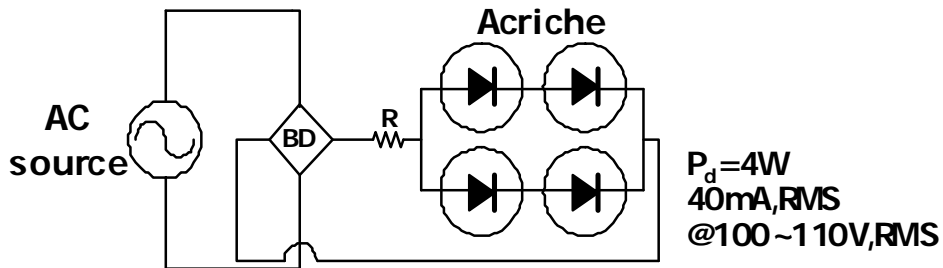 Acriche
AC
source
BD
R
Pd=4W
40mA,RMS
@100~110V,RMS